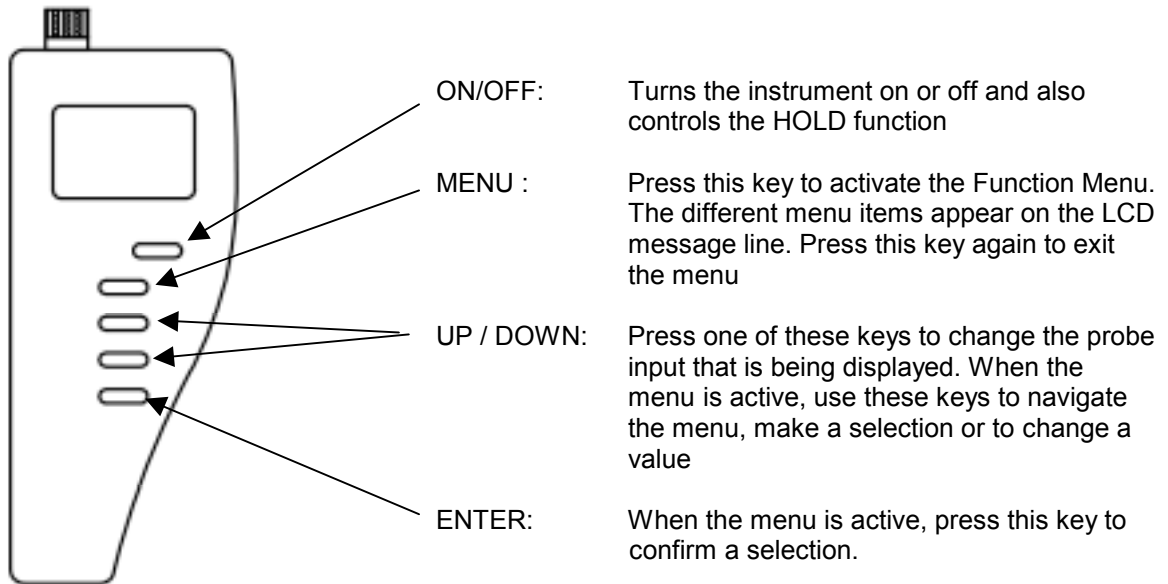 ON/OFF: Turns the instrument on or off and also
controls the HOLD function
MENU : Press this key to activate the Function Menu.
The different menu items appear on the LCD
message line. Press this key again to exit
the menu
UP / DOWN: Press one of these keys to change the probe
input that is being displayed. When the
menu is active, use these keys to navigate
the menu, make a selection or to change a
value
ENTER: When the menu is active, press this key to
confirm a selection.